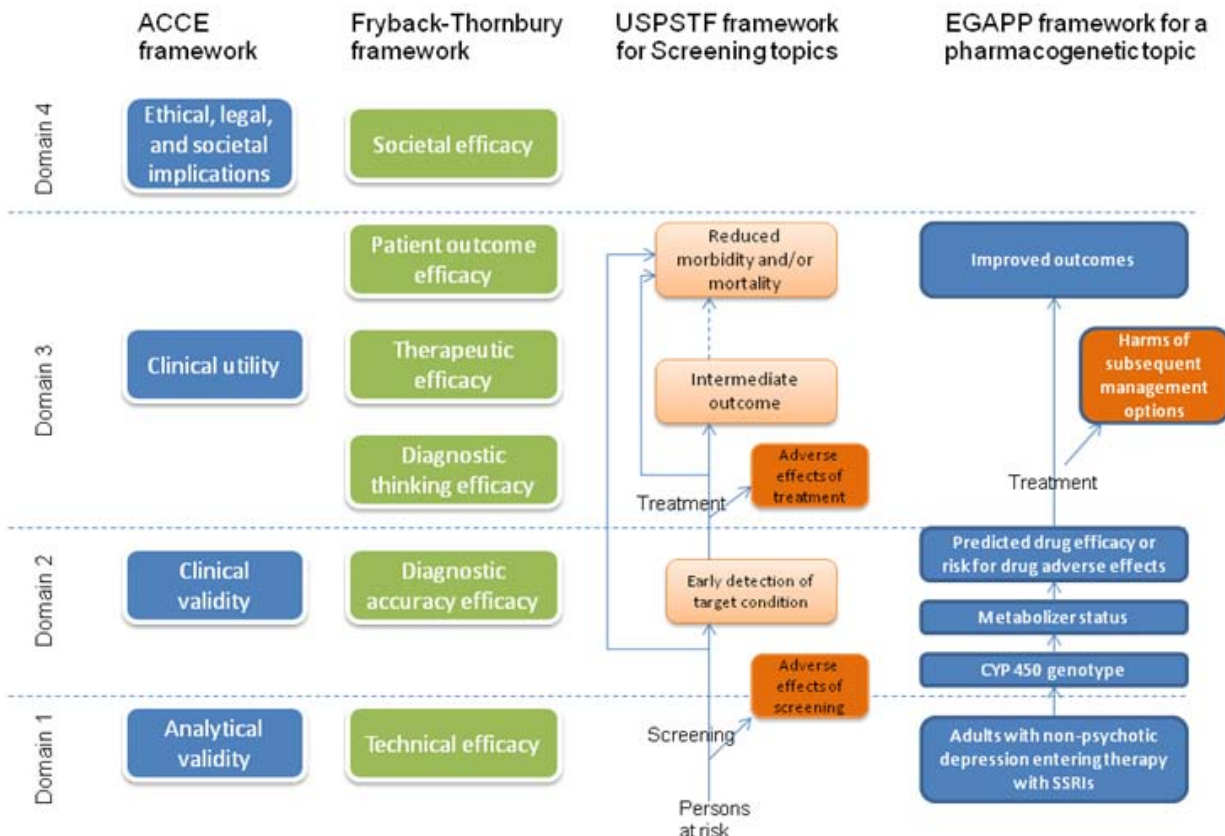 ACCE
framework
Fryback-Thornbury
framework
USPSTF framework
for Screening topics
EGAPP framework for a
pharmacogenetic topic
Domain 4
Ethical, legal,
and societal
implications
Societal efficacy
Domain 3
Clinical utility
Patient outcome
efficacy
Therapeutic
efficacy
Diagnostic
thinking efficacy
Reduced
morbidity and/or
mortality
Intermediate
outcome
Adverse
effects of
treatment
Treatment
Improved outcomes
Harms of
subsequent
management
options
Treatment
Domain 2
Clinical
validity
Diagnostic
accuracy efficacy
Early detection of
target condition
Predicted drug efficacy or
risk for drug adverse effects
Metabolizer status
CYP 450 genotype
Domain 1
Analytical
validity
Technical efficacy
Adverse
effects of
screening
Screening
Persons
at risk
Adults with non-psychotic
depression entering therapy
with SSRIs